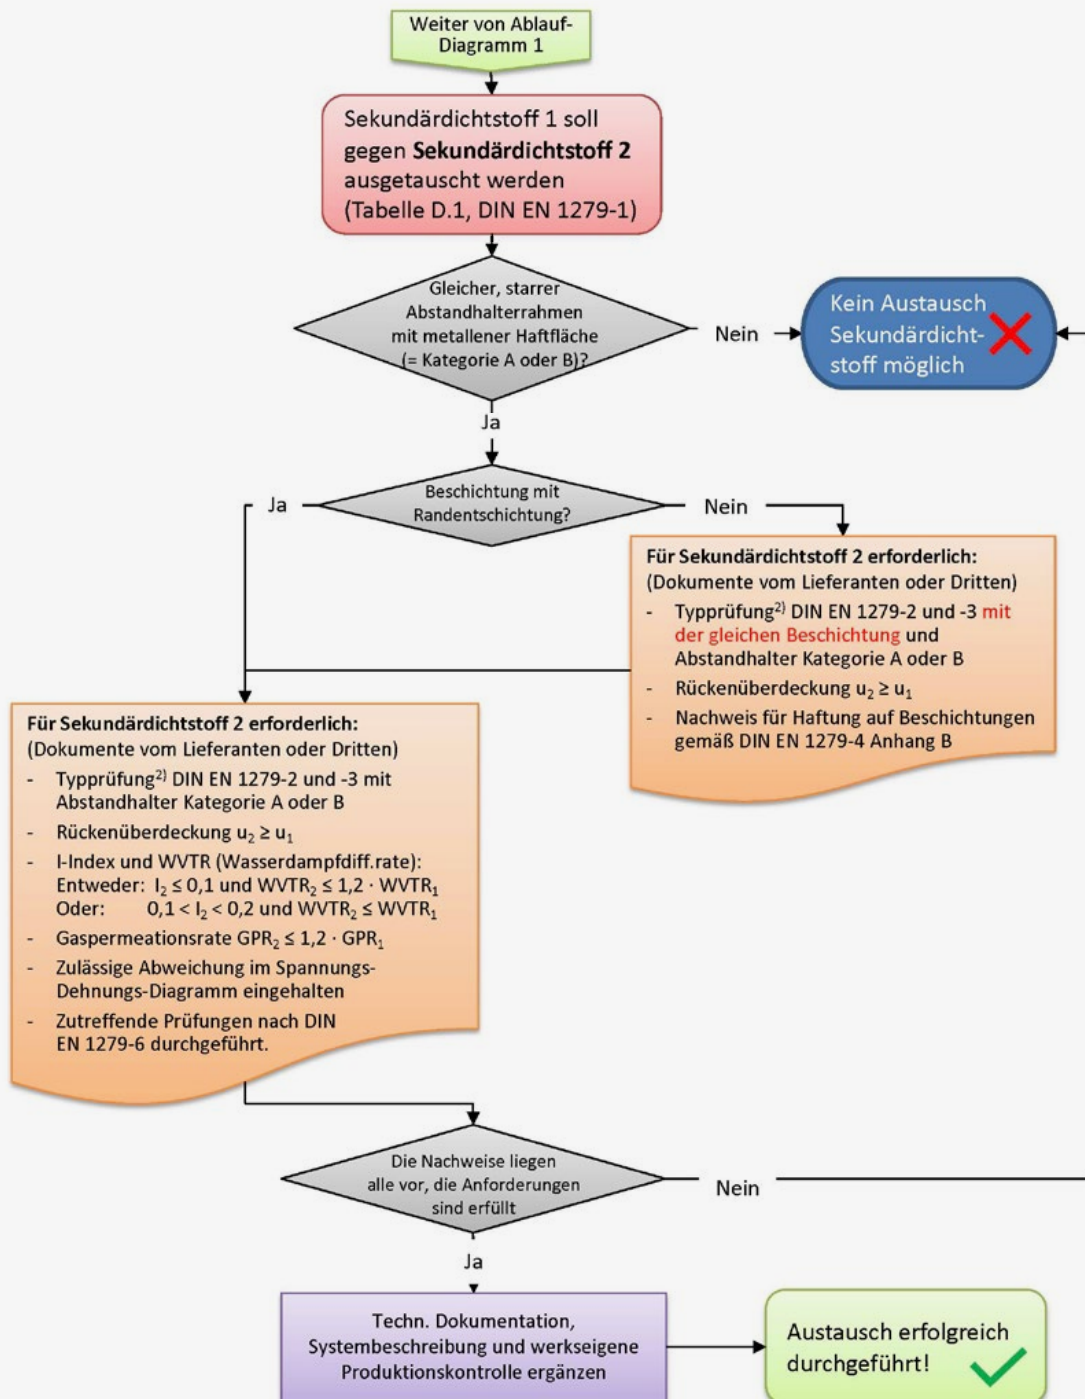 Weiter von Ablauf-
Diagramm 1
Sekundärdichtstoff 1 soll
gegen Sekundärdichtstoff 2
ausgetauscht werden
(Tabelle D.1, DIN EN 1279-1)
Gleicher, starrer
Abstandhalterrahmen
mit metallener Haftfläche
(= Kategorie A oder B)?
Nein
Kein Austausch
Sekundärdicht-
stoff möglich
Ja
Beschichtung mit
Randentschichtung?
Ja
Nein
Für Sekundärdichtstoff 2 erforderlich:
(Dokumente vom Lieferanten oder Dritten)
- Typprüfung²⁾ DIN EN 1279-2 und -3 mit
der gleichen Beschichtung und
Abstandhalter Kategorie A oder B
- Rückenüberdeckung u₂ ≥ u₁
- Nachweis für Haftung auf Beschichtungen
gemäß DIN EN 1279-4 Anhang B
Für Sekundärdichtstoff 2 erforderlich:
(Dokumente vom Lieferanten oder Dritten)
- Typprüfung²⁾ DIN EN 1279-2 und -3 mit
Abstandhalter Kategorie A oder B
- Rückenüberdeckung u₂ ≥ u₁
- I-Index und WVTR (Wasserdampfdiff.rate):
Entweder: I₂ ≤ 0,1 und WVTR₂ ≤ 1,2 · WVTR₁
Oder: 0,1 < I₂ < 0,2 und WVTR₂ ≤ WVTR₁
- Gaspermeationsrate GPR₂ ≤ 1,2 · GPR₁
- Zulässige Abweichung im Spannungs-
Dehnungs-Diagramm eingehalten
- Zutreffende Prüfungen nach DIN
EN 1279-6 durchgeführt.
Die Nachweise liegen
alle vor, die Anforderungen
sind erfüllt
Nein
Ja
Techn. Dokumentation,
Systembeschreibung und werkseigene
Produktionskontrolle ergänzen
Austausch erfolgreich
durchgeführt!